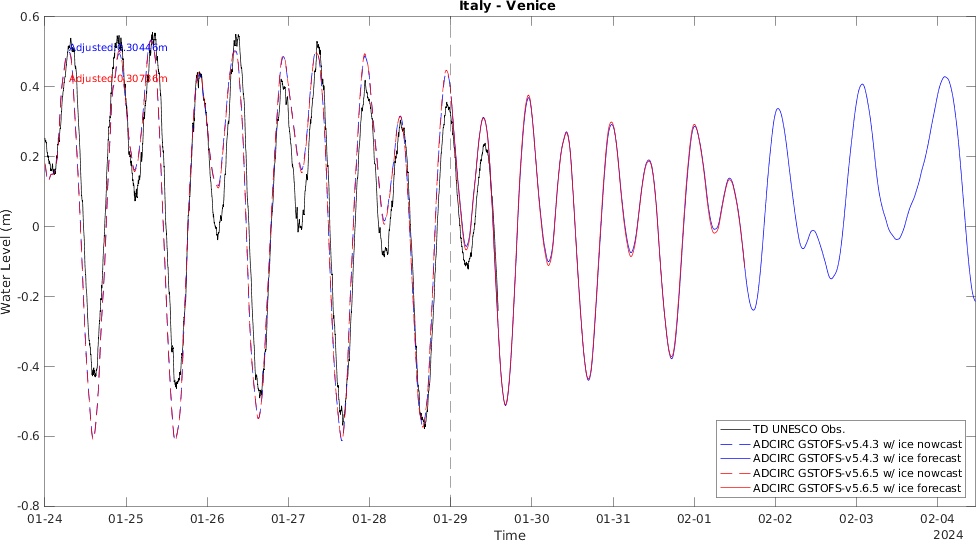 Italy - Venice
0.6
0.4
0.2
0
-0.2
-0.4
-0.6
-0.8
Water Level (m)
Adjusted:0.30446m
Adjusted:0.30786m
TD UNESCO Obs.
ADCIRC GSTOFS-v5.4.3 w/ ice nowcast
ADCIRC GSTOFS-v5.4.3 w/ ice forecast
ADCIRC GSTOFS-v5.6.5 w/ ice nowcast
ADCIRC GSTOFS-v5.6.5 w/ ice forecast
01-24 01-25 01-26 01-27 01-28 01-29 01-30 01-31 02-01 02-02 02-03 02-04
Time
2024